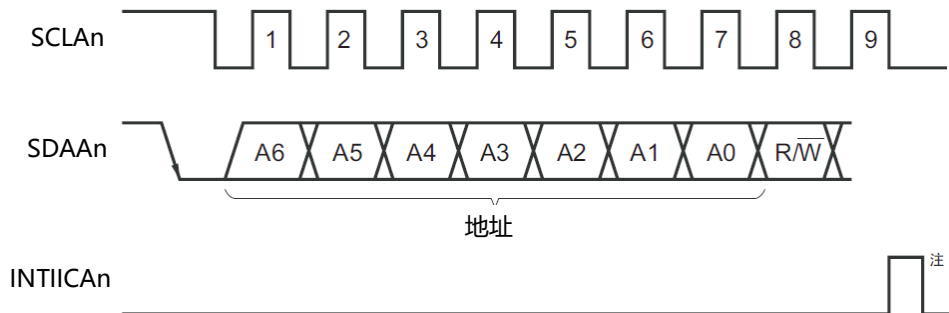 SCLAn 1 2 3 4 5 6 7 8 9
SDAAn A6 A5 A4 A3 A2 A1 A0 R/W̅
地址
INTIICAn 注